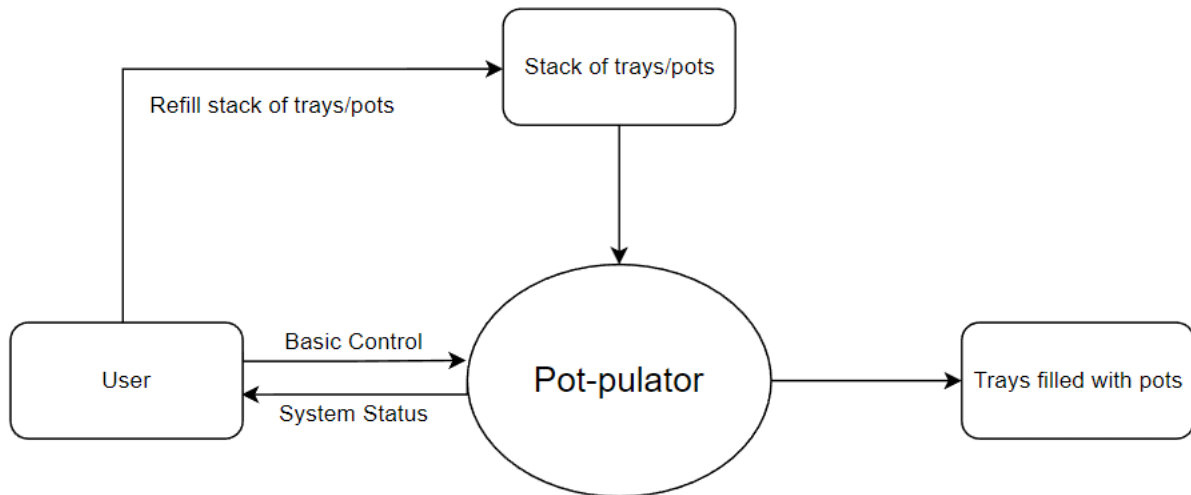 Stack of trays/pots
Refill stack of trays/pots
Basic Control
User
Pot-pulator
Trays filled with pots
System Status